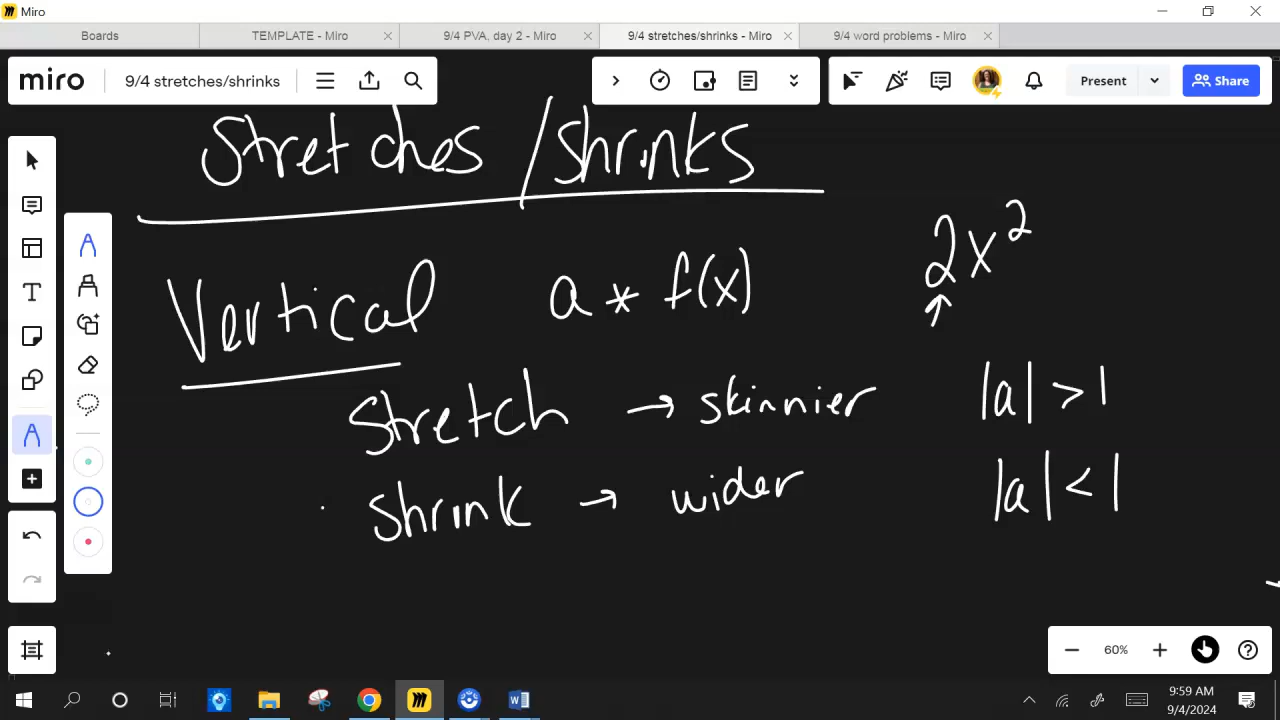 Miro
Boards
TEMPLATE - Miro
9/4 PVA, day 2 - Miro
9/4 stretches/shrinks - Miro
9/4 word problems - Miro
miro
9/4 stretches/shrinks
Present
Share
Stretches/shrinks
2x²
Vertical a * f(x)
Stretch → skinnier |a| > 1
Shrink → wider |a| < 1
60%
9:59 AM
9/4/2024